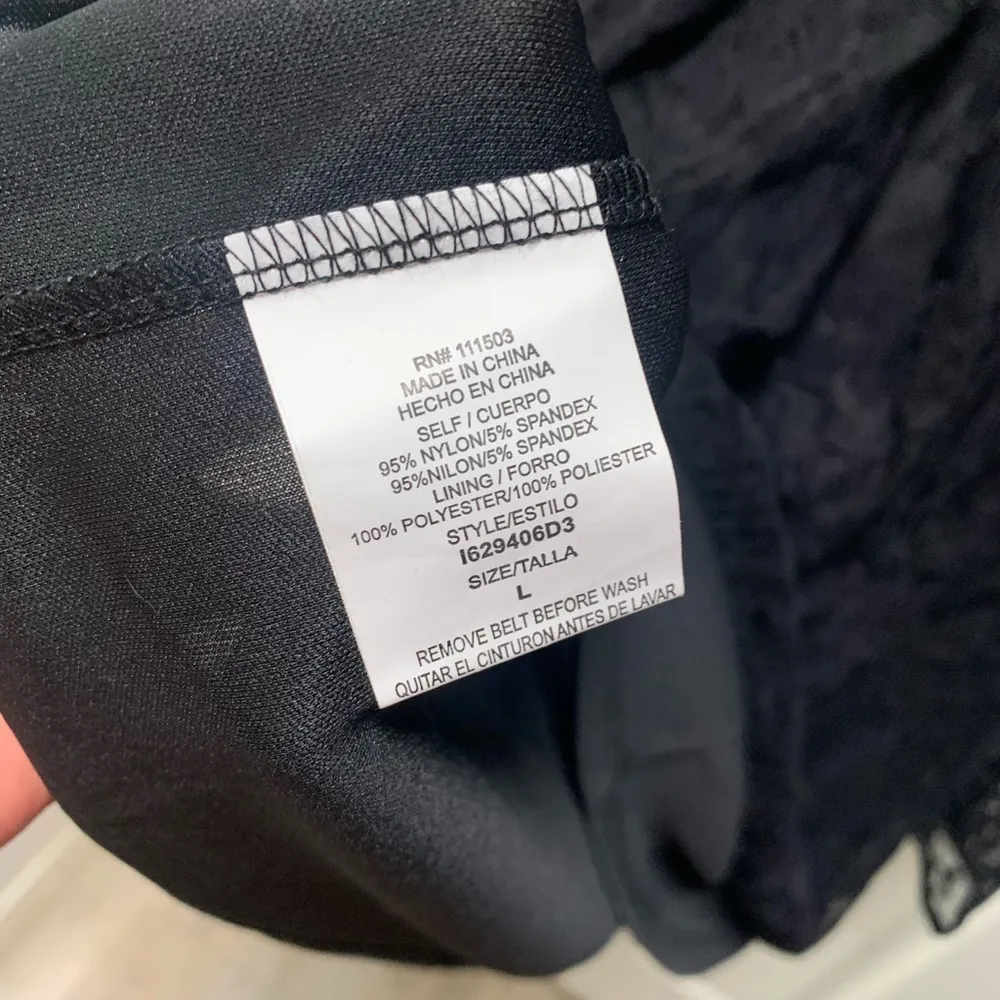 RN# 111503
MADE IN CHINA
HECHO EN CHINA
SELF / CUERPO
95% NYLON/5% SPANDEX
95%NILON/5% SPANDEX
LINING / FORRO
100% POLYESTER/100% POLIESTER
STYLE/ESTILO
I629406D3
SIZE/TALLA
L
REMOVE BELT BEFORE WASH
QUITAR EL CINTURON ANTES DE LAVAR